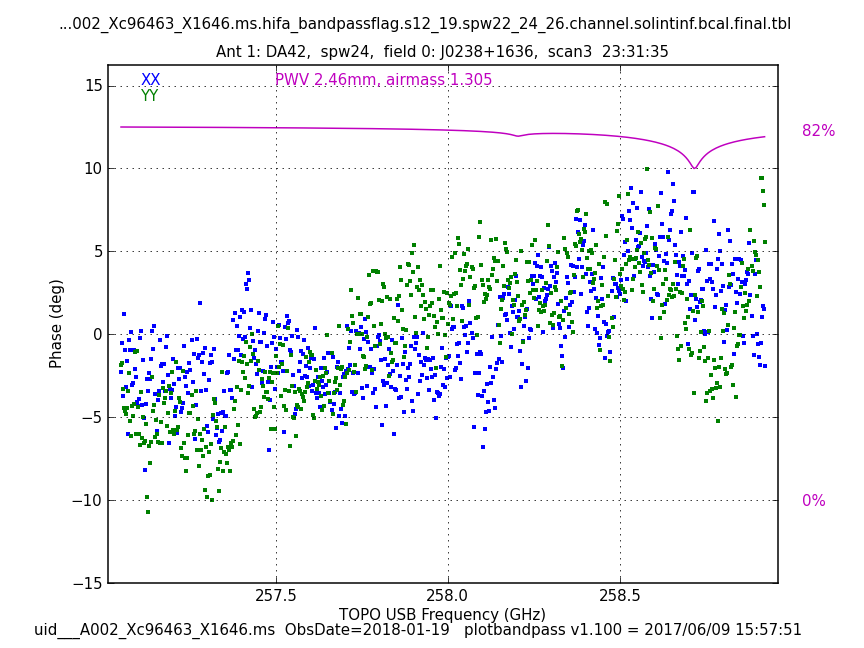 ...002_Xc96463_X1646.ms.hifa_bandpassflag.s12_19.spw22_24_26.channel.solintinf.bcal.final.tbl
Ant 1: DA42,  spw24,  field 0: J0238+1636,  scan3  23:31:35
XX
PWV 2.46mm, airmass 1.305
YY
82%
0%
15
10
5
0
−5
−10
−15
Phase (deg)
257.5
258.0
258.5
TOPO USB Frequency (GHz)
uid___A002_Xc96463_X1646.ms  ObsDate=2018-01-19   plotbandpass v1.100 = 2017/06/09 15:57:51